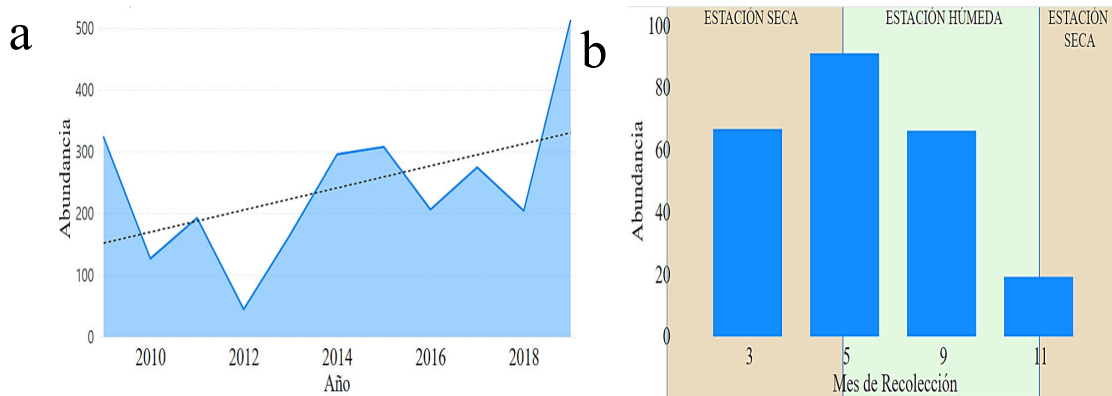 a
500
400
300
200
100
0
Abundancia
2010 2012 2014 2016 2018
Año
b
ESTACIÓN SECA ESTACIÓN HÚMEDA ESTACIÓN
SECA
100
80
60
40
20
0
Abundancia
3 5 9 11
Mes de Recolección